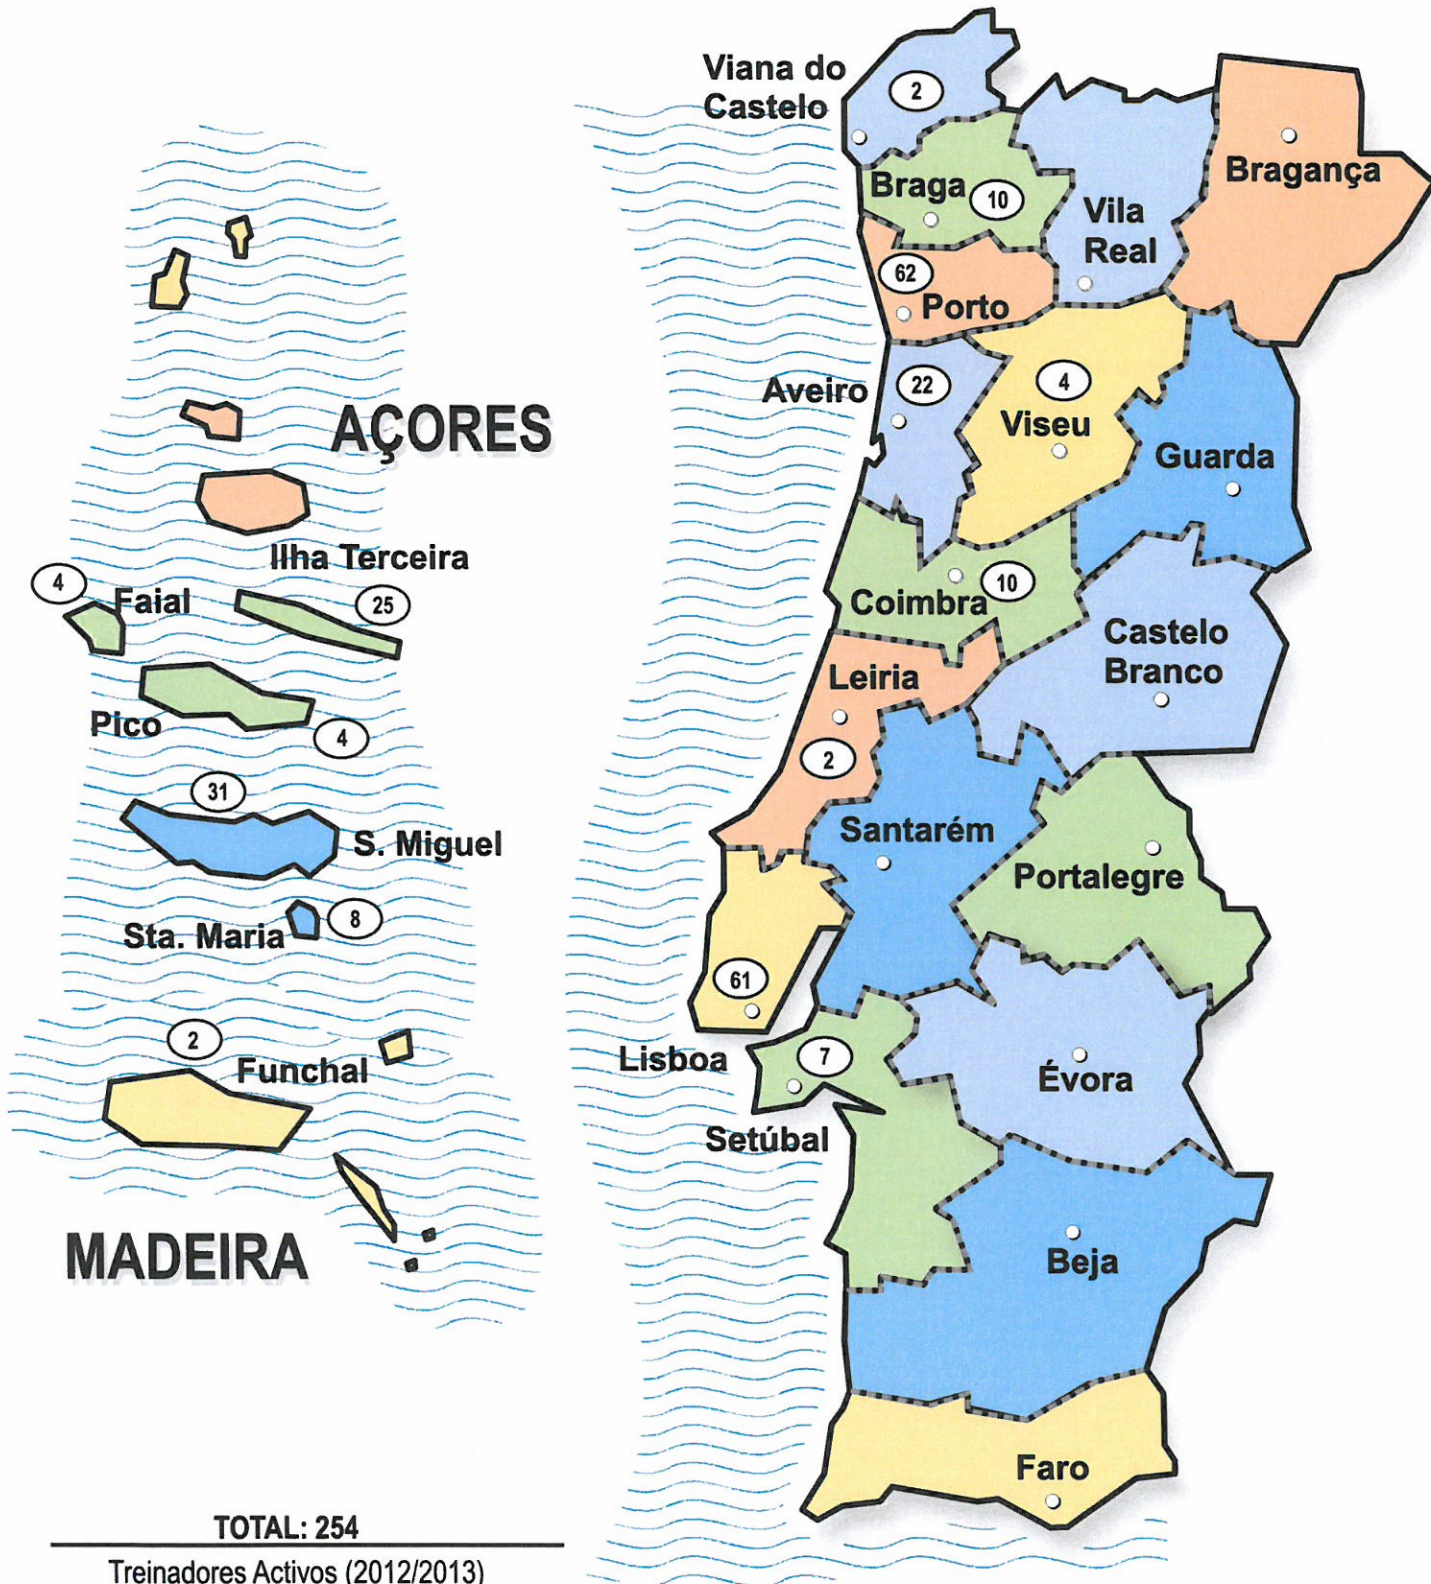 Viana do
Castelo
2
Braga
10
Vila
Real
Bragança
62
Porto
Aveiro
22
4
Viseu
Guarda
Coimbra
10
Castelo
Branco
Leiria
2
Santarém
Portalegre
61
Lisboa
7
Setúbal
Évora
Beja
Faro
AÇORES
Ilha Terceira
25
4
Faial
Pico
4
31
S. Miguel
Sta. Maria
8
2
Funchal
MADEIRA
TOTAL: 254
Treinadores Activos (2012/2013)